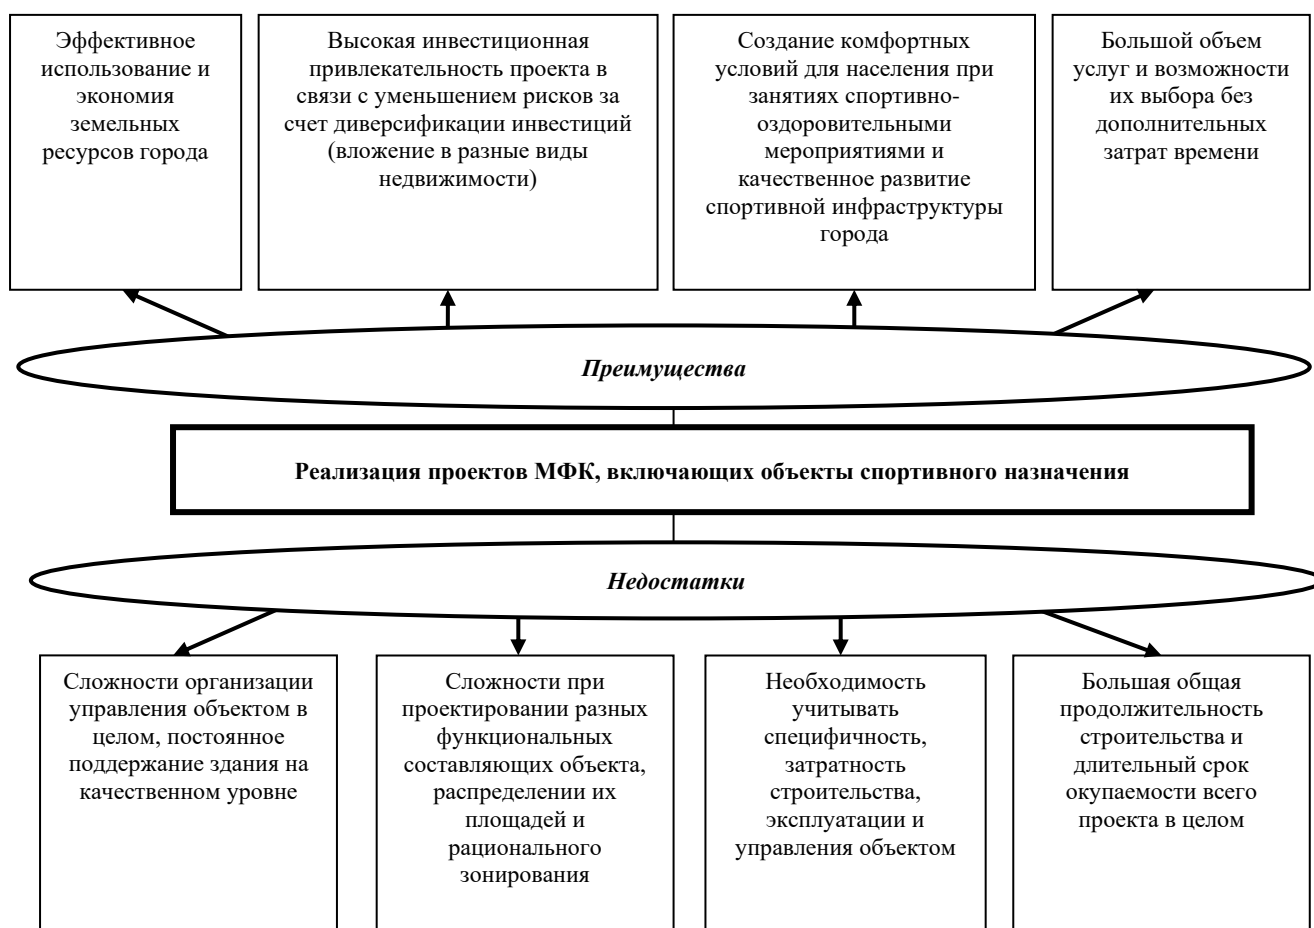 Эффективное
использование и
экономия
земельных
ресурсов города
Высокая инвестиционная
привлекательность проекта в
связи с уменьшением рисков за
счет диверсификации инвестиций
(вложение в разные виды
недвижимости)
Создание комфортных
условий для населения при
занятиях спортивно-
оздоровительными
мероприятиями и
качественное развитие
спортивной инфраструктуры
города
Большой объем
услуг и возможности
их выбора без
дополнительных
затрат времени
Преимущества
Реализация проектов МФК, включающих объекты спортивного назначения
Недостатки
Сложности организации
управления объектом в
целом, постоянное
поддержание здания на
качественном уровне
Сложности при
проектировании разных
функциональных
составляющих объекта,
распределении их
площадей и
рационального
зонирования
Необходимость
учитывать
специфичность,
затратность
строительства,
эксплуатации и
управления объектом
Большая общая
продолжительность
строительства и
длительный срок
окупаемости всего
проекта в целом